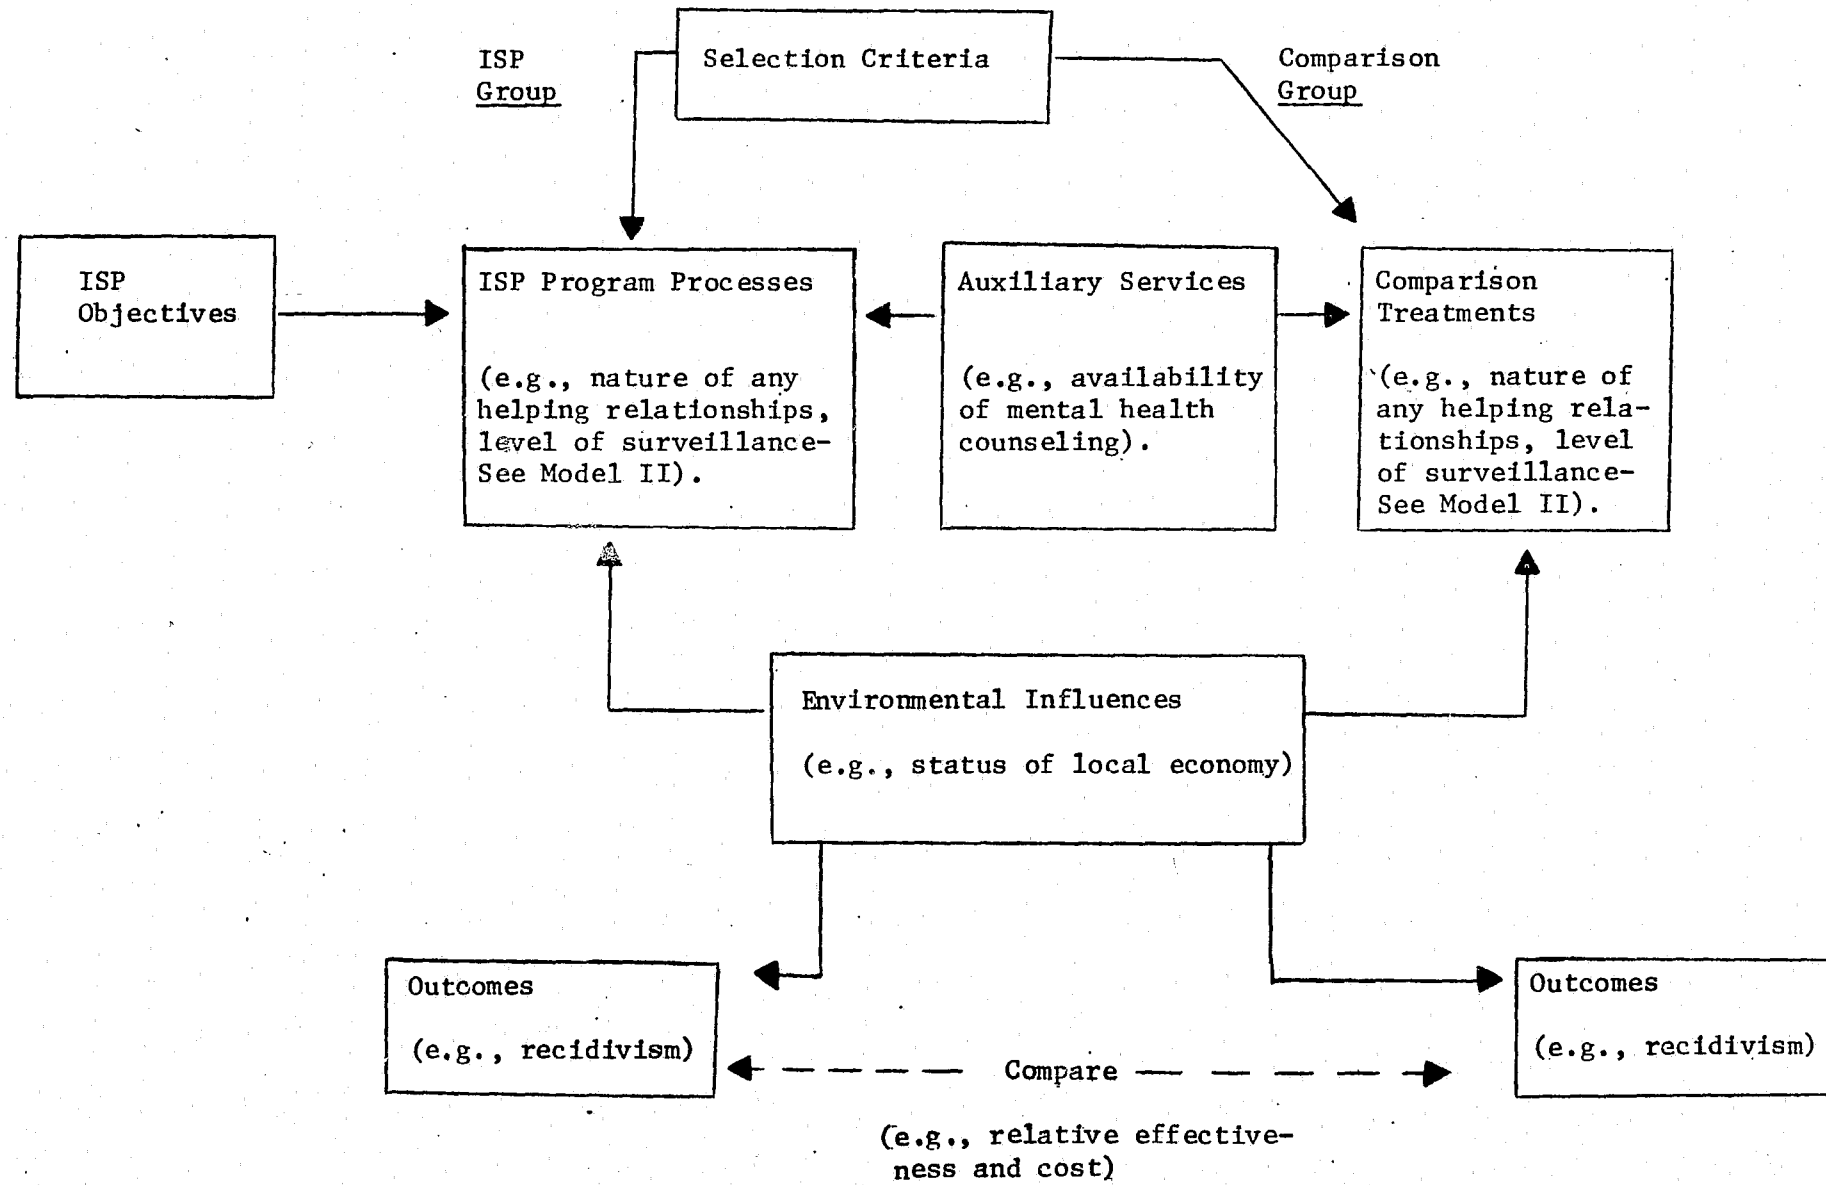 ISP
Group
Selection Criteria
Comparison
Group
ISP
Objectives
ISP Program Processes
(e.g., nature of any
helping relationships,
level of surveillance-
See Model II).
Auxiliary Services
(e.g., availability
of mental health
counseling).
Comparison
Treatments
(e.g., nature of
any helping rela-
tionships, level
of surveillance-
See Model II).
Environmental Influences
(e.g., status of local economy)
Outcomes
(e.g., recidivism)
Outcomes
(e.g., recidivism)
Compare
(e.g., relative effective-
ness and cost)